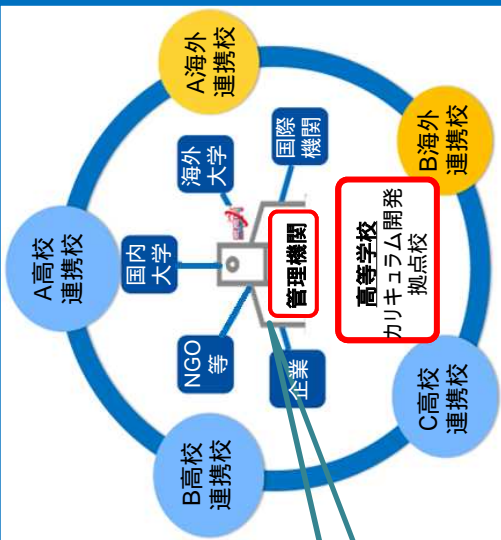 A高校
連携校
B高校
連携校
A海外
連携校
国内
大学
NGO
等
海外
大学
企業
国際
機関
管理機関
高等学校
カリキュラム開発
拠点校
C高校
連携校
B海外
連携校